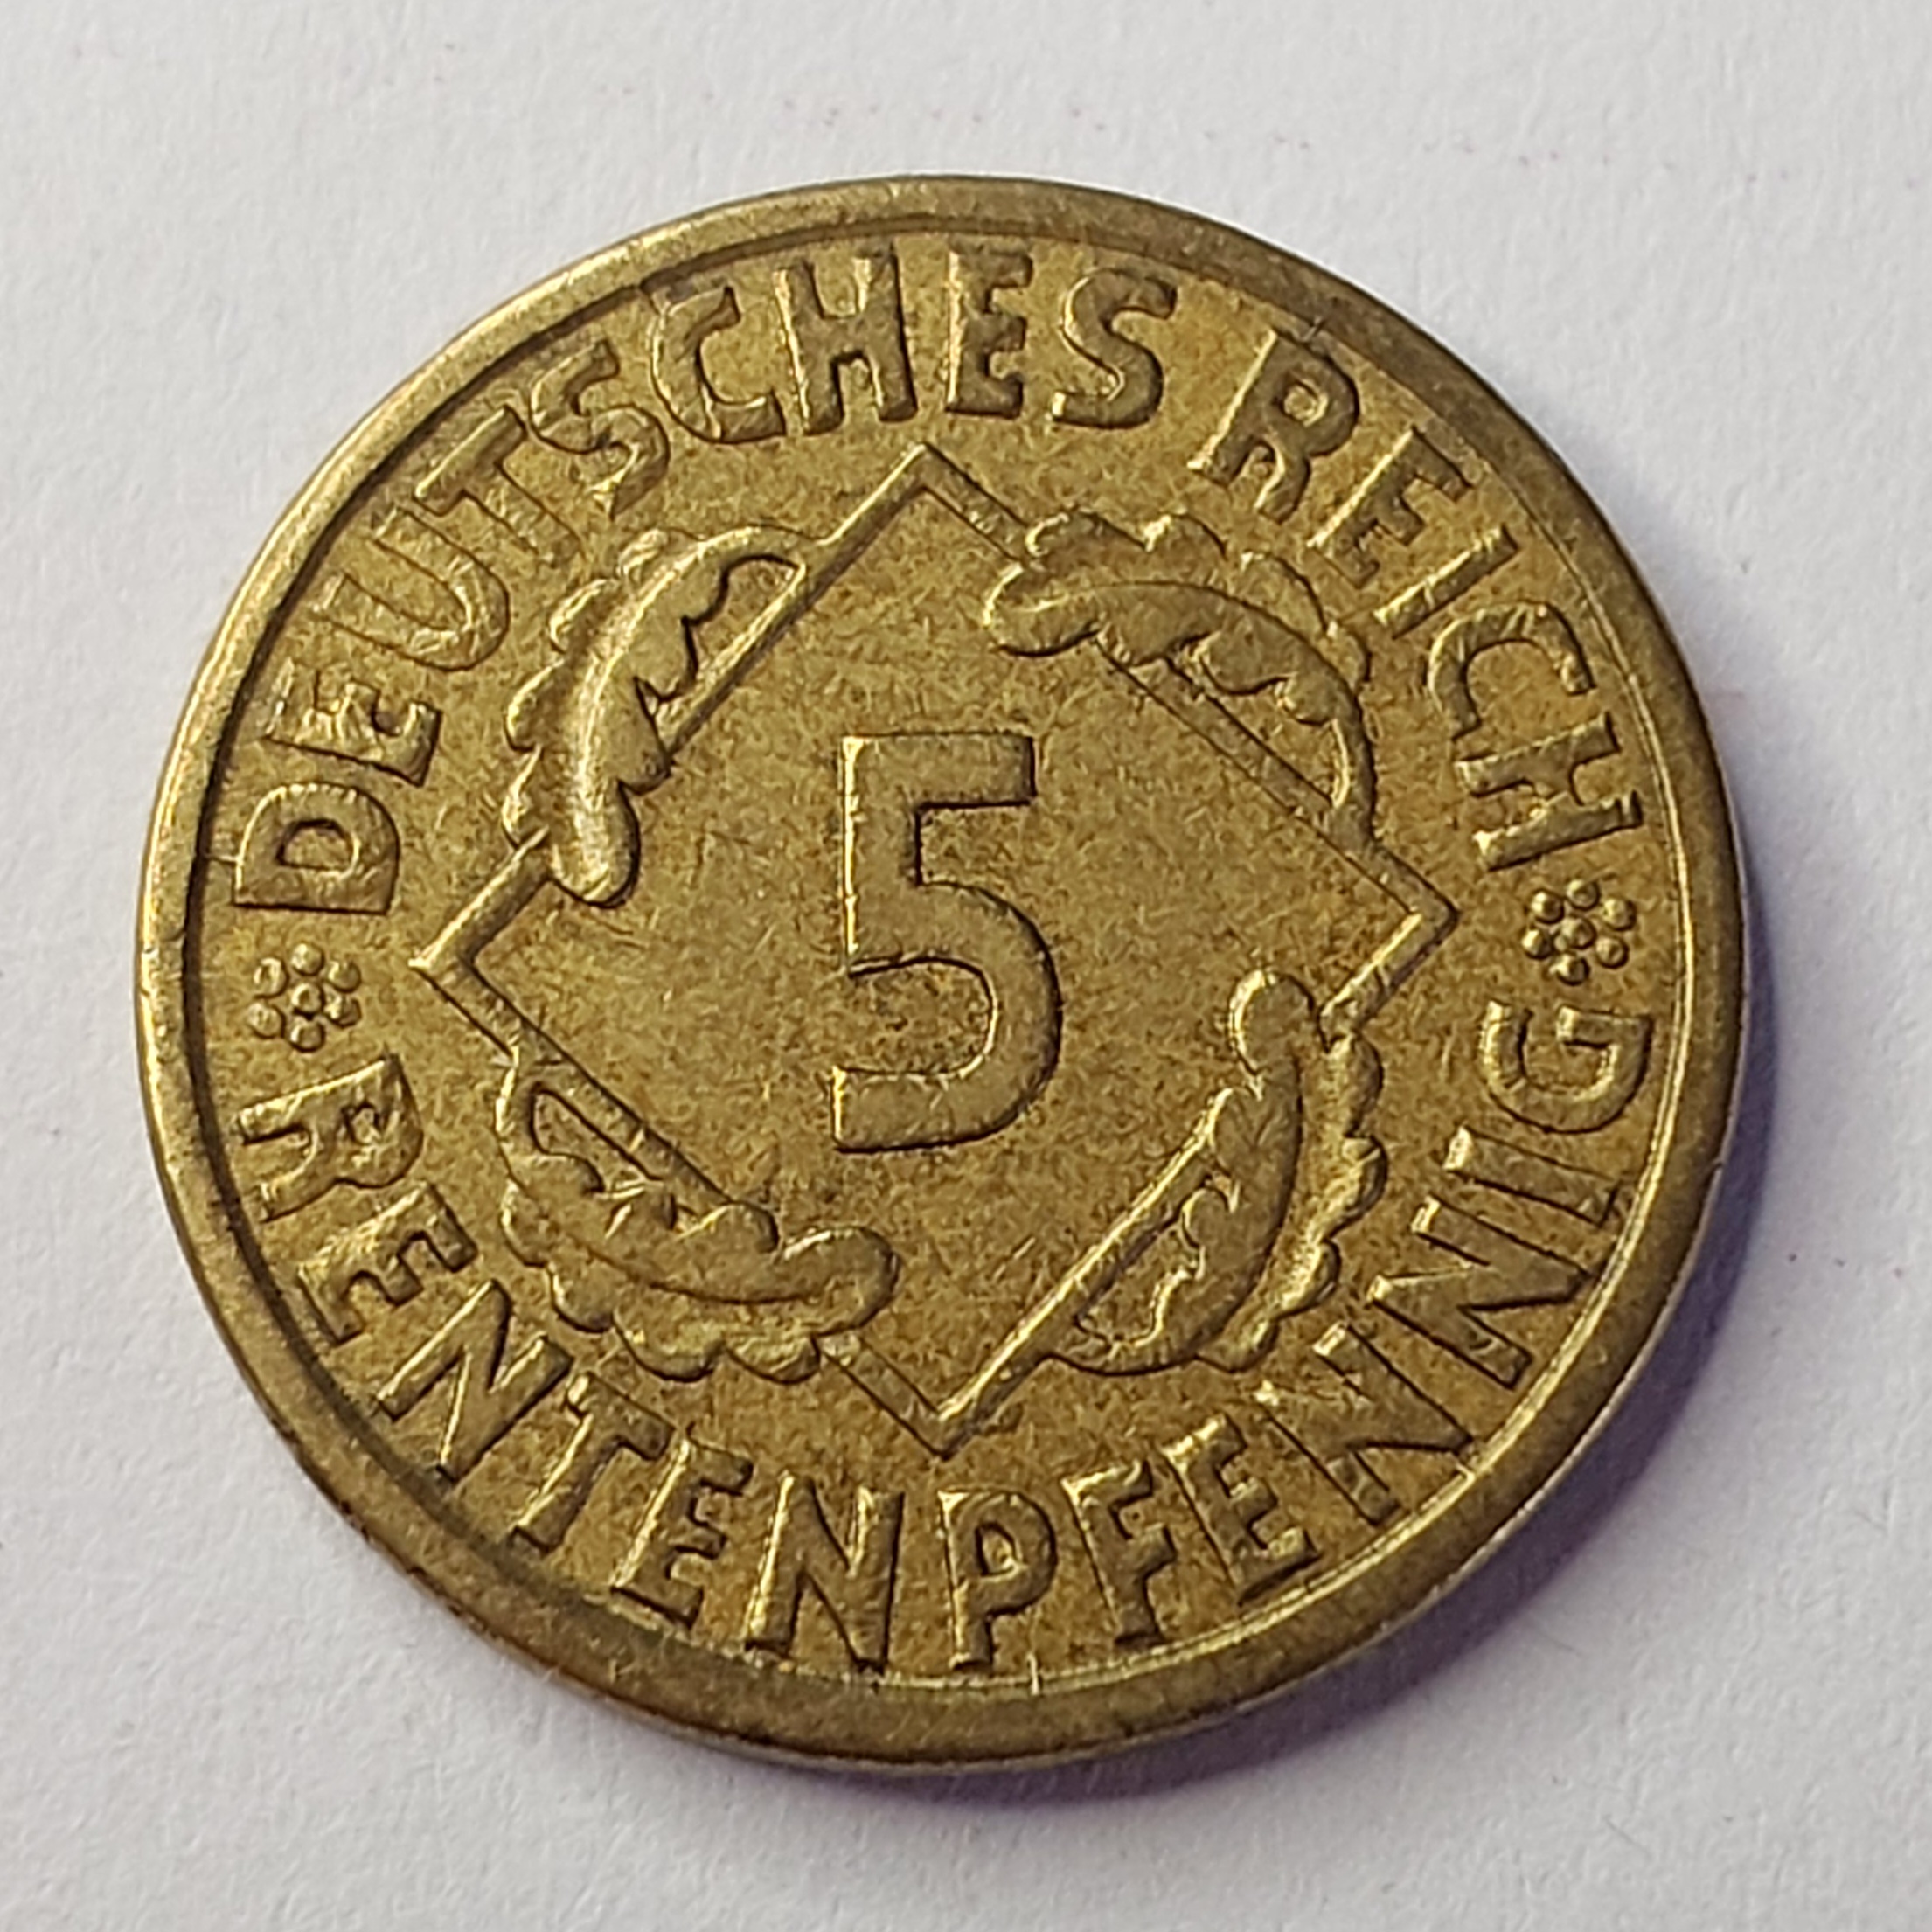 DEUTSCHES REICH
5
RENTENPFENNIG